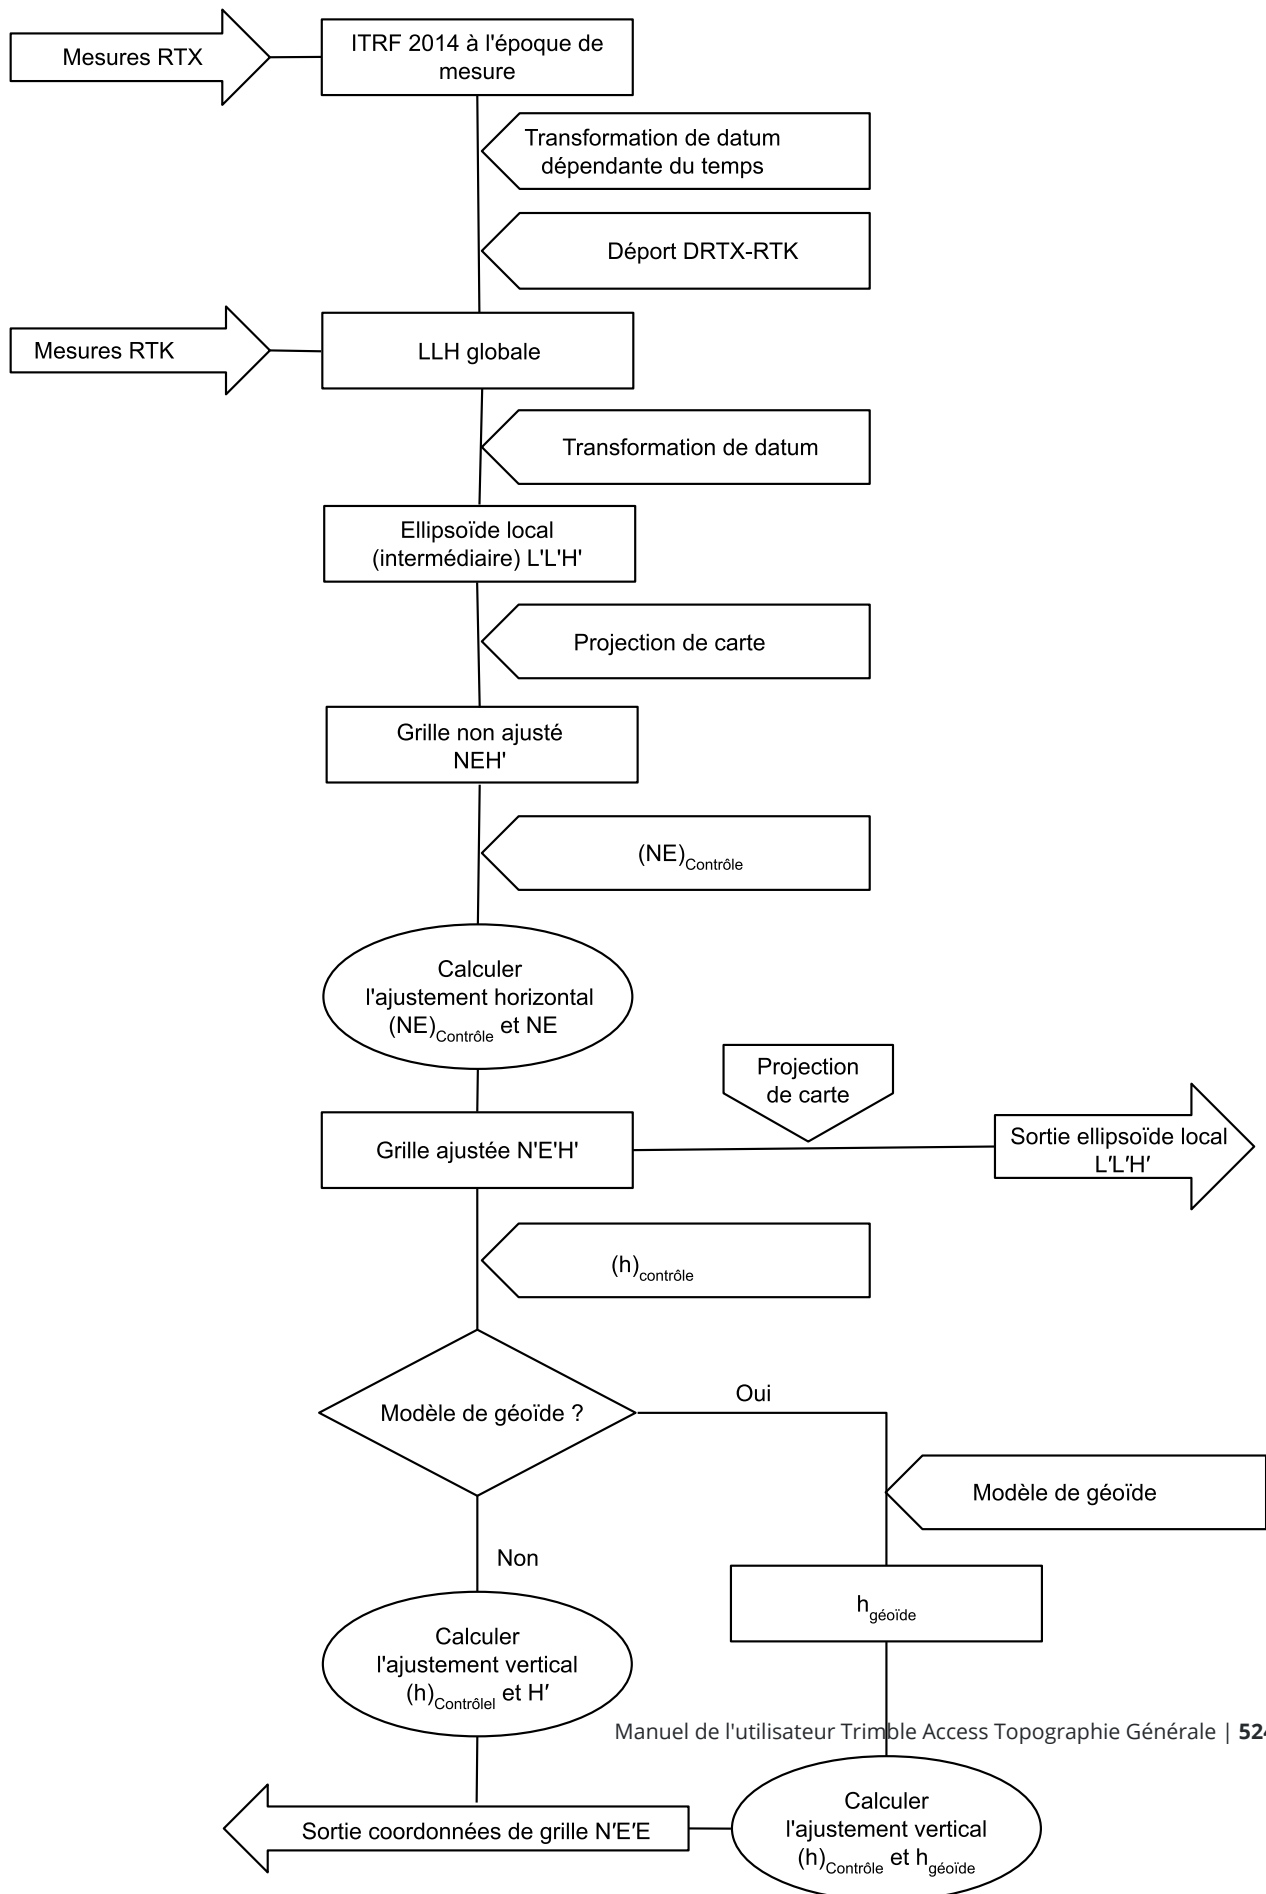 Mesures RTX
ITRF 2014 à l'époque de
mesure
Transformation de datum
dépendante du temps
Déport DRTX-RTK
Mesures RTK
LLH globale
Transformation de datum
Ellipsoïde local
(intermédiaire) L'L'H'
Projection de carte
Grille non ajusté
NEH'
(NE)Contrôle
Calculer
l'ajustement horizontal
(NE)Contrôle et NE
Projection
de carte
Grille ajustée N'E'H'
Sortie ellipsoïde local
L′L′H′
(h)contrôle
Modèle de géoïde ?
Oui
Modèle de géoïde
Non
hgéoïde
Calculer
l'ajustement vertical
(h)Contrôlel et H′
Manuel de l'utilisateur Trimble Access Topographie Générale | 524
Calculer
l'ajustement vertical
(h)Contrôle et hgéoïde
Sortie coordonnées de grille N′E′E